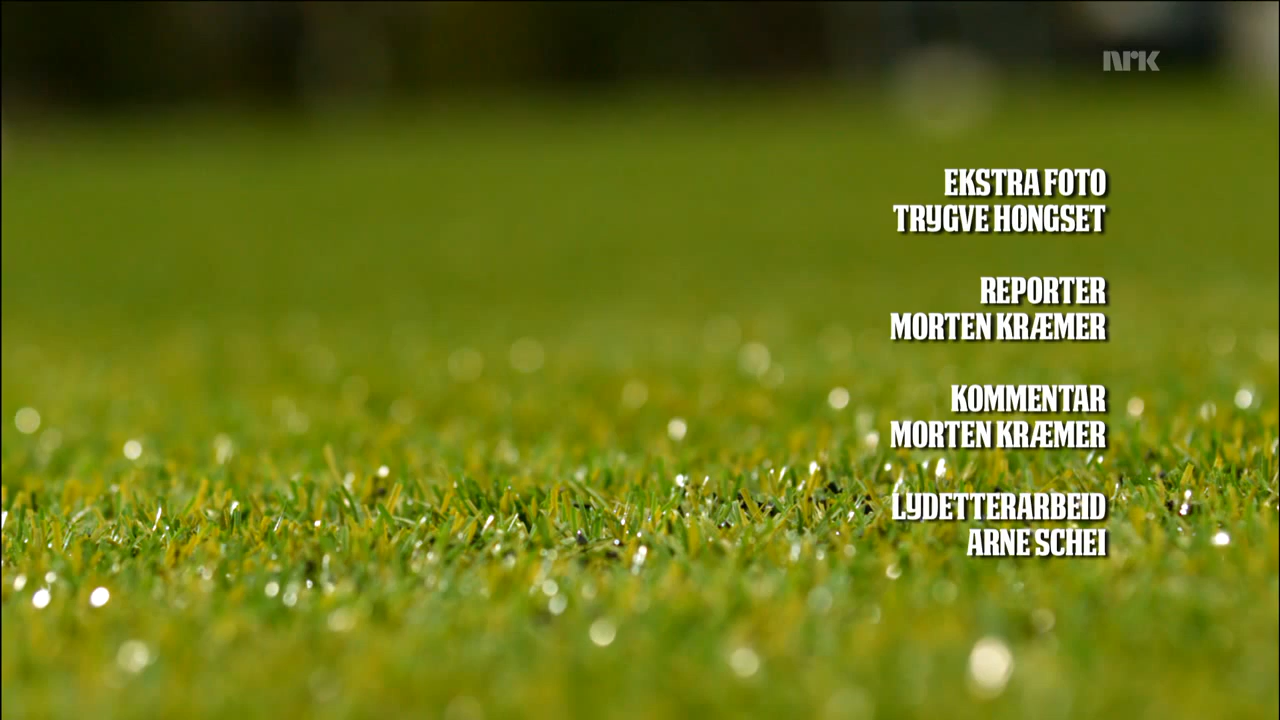 NRK
EKSTRA FOTO
TRYGVE HONGSET
REPORTER
MORTEN KRÆMER
KOMMENTAR
MORTEN KRÆMER
LYDETTERARBEID
ARNE SCHEI